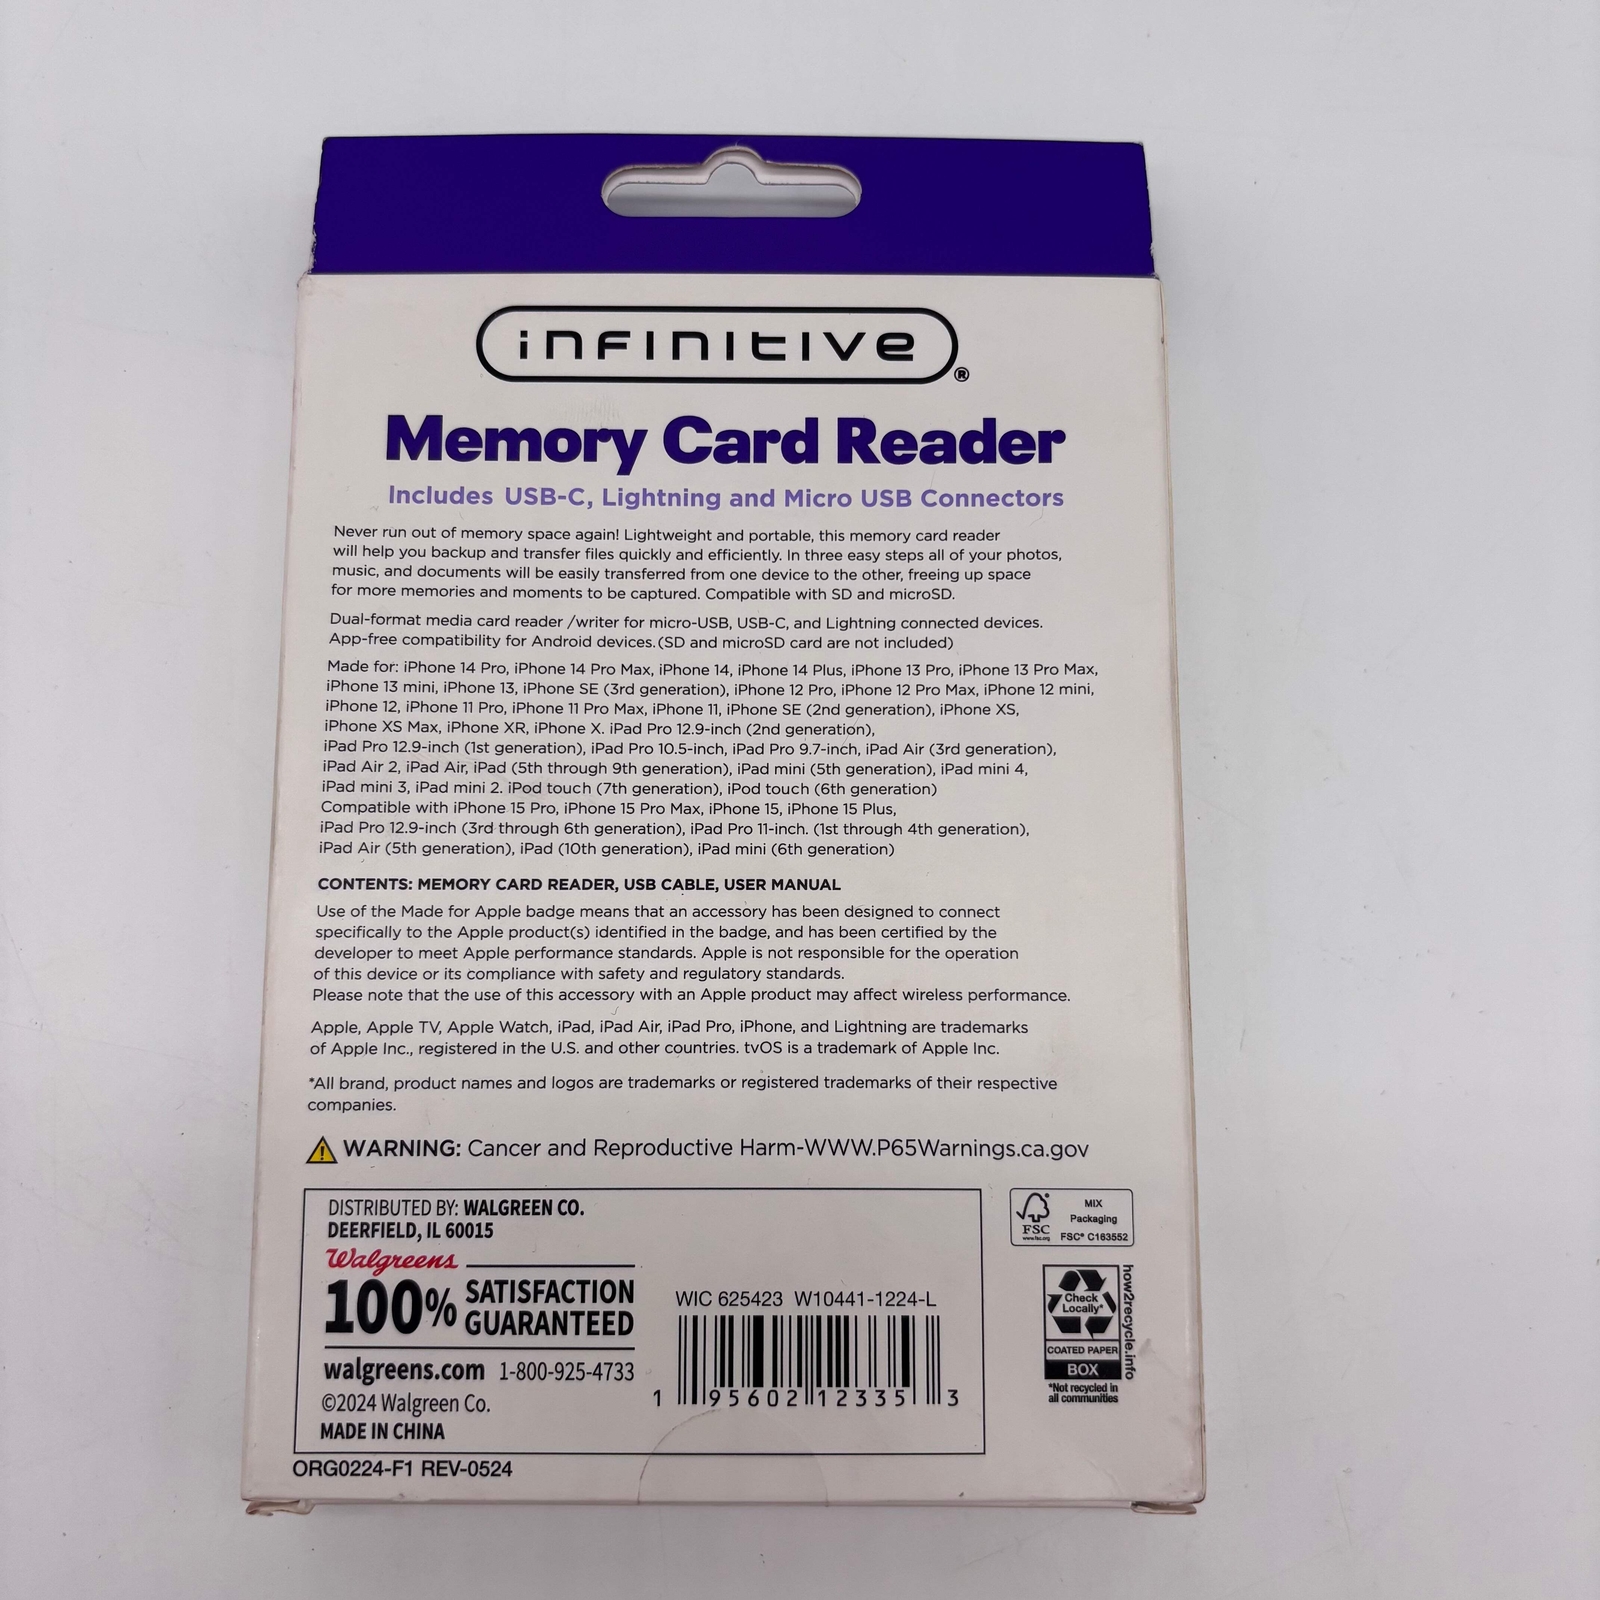 infinitive®
Memory Card Reader
Includes USB-C, Lightning and Micro USB Connectors
Never run out of memory space again! Lightweight and portable, this memory card reader
will help you backup and transfer files quickly and efficiently. In three easy steps all of your photos,
music, and documents will be easily transferred from one device to the other, freeing up space
for more memories and moments to be captured. Compatible with SD and microSD.
Dual-format media card reader /writer for micro-USB, USB-C, and Lightning connected devices.
App-free compatibility for Android devices.(SD and microSD card are not included)
Made for: iPhone 14 Pro, iPhone 14 Pro Max, iPhone 14, iPhone 14 Plus, iPhone 13 Pro, iPhone 13 Pro Max,
iPhone 13 mini, iPhone 13, iPhone SE (3rd generation), iPhone 12 Pro, iPhone 12 Pro Max, iPhone 12 mini,
iPhone 12, iPhone 11 Pro, iPhone 11 Pro Max, iPhone 11, iPhone SE (2nd generation), iPhone XS,
iPhone XS Max, iPhone XR, iPhone X. iPad Pro 12.9-inch (2nd generation),
iPad Pro 12.9-inch (1st generation), iPad Pro 10.5-inch, iPad Pro 9.7-inch, iPad Air (3rd generation),
iPad Air 2, iPad Air, iPad (5th through 9th generation), iPad mini (5th generation), iPad mini 4,
iPad mini 3, iPad mini 2. iPod touch (7th generation), iPod touch (6th generation)
Compatible with iPhone 15 Pro, iPhone 15 Pro Max, iPhone 15, iPhone 15 Plus,
iPad Pro 12.9-inch (3rd through 6th generation), iPad Pro 11-inch. (1st through 4th generation),
iPad Air (5th generation), iPad (10th generation), iPad mini (6th generation)
CONTENTS: MEMORY CARD READER, USB CABLE, USER MANUAL
Use of the Made for Apple badge means that an accessory has been designed to connect
specifically to the Apple product(s) identified in the badge, and has been certified by the
developer to meet Apple performance standards. Apple is not responsible for the operation
of this device or its compliance with safety and regulatory standards.
Please note that the use of this accessory with an Apple product may affect wireless performance.
Apple, Apple TV, Apple Watch, iPad, iPad Air, iPad Pro, iPhone, and Lightning are trademarks
of Apple Inc., registered in the U.S. and other countries. tvOS is a trademark of Apple Inc.
*All brand, product names and logos are trademarks or registered trademarks of their respective
companies.
WARNING: Cancer and Reproductive Harm-WWW.P65Warnings.ca.gov
DISTRIBUTED BY: WALGREEN CO.
DEERFIELD, IL 60015
Walgreens
100% SATISFACTION
GUARANTEED
walgreens.com 1-800-925-4733
©2024 Walgreen Co.
MADE IN CHINA
WIC 625423 W10441-1224-L
1 95602 12335 3
FSC
www.fsc.org
MIX
Packaging
FSC® C163552
Check
Locally*
COATED PAPER
BOX
*Not recycled in
all communities
how2recycle.info
ORG0224-F1 REV-0524